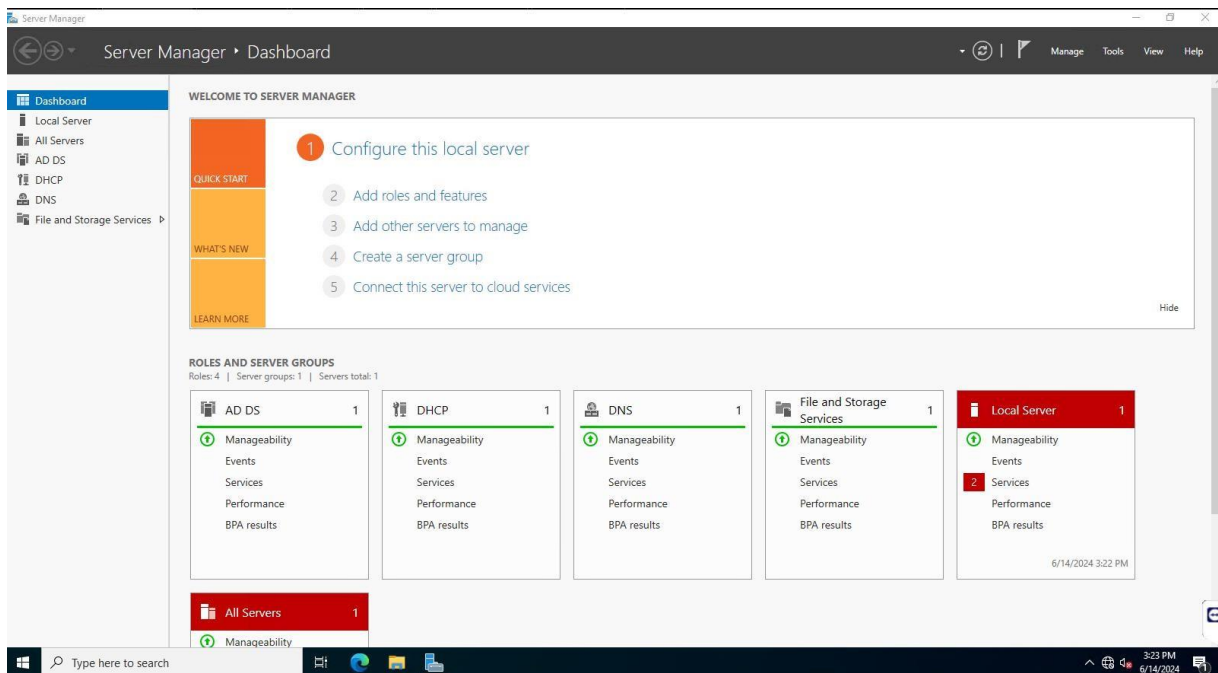 Server Manager
Server Manager • Dashboard
Manage Tools View Help
Dashboard
Local Server
All Servers
AD DS
DHCP
DNS
File and Storage Services
WELCOME TO SERVER MANAGER
QUICK START
WHAT'S NEW
LEARN MORE
1 Configure this local server
2 Add roles and features
3 Add other servers to manage
4 Create a server group
5 Connect this server to cloud services
Hide
ROLES AND SERVER GROUPS
Roles: 4 | Server groups: 1 | Servers total: 1
AD DS 1
Manageability
Events
Services
Performance
BPA results
DHCP 1
Manageability
Events
Services
Performance
BPA results
DNS 1
Manageability
Events
Services
Performance
BPA results
File and Storage
Services 1
Manageability
Events
Services
Performance
BPA results
Local Server 1
Manageability
Events
2 Services
Performance
BPA results
6/14/2024 3:22 PM
All Servers 1
Manageability
Type here to search
3:23 PM
6/14/2024
1